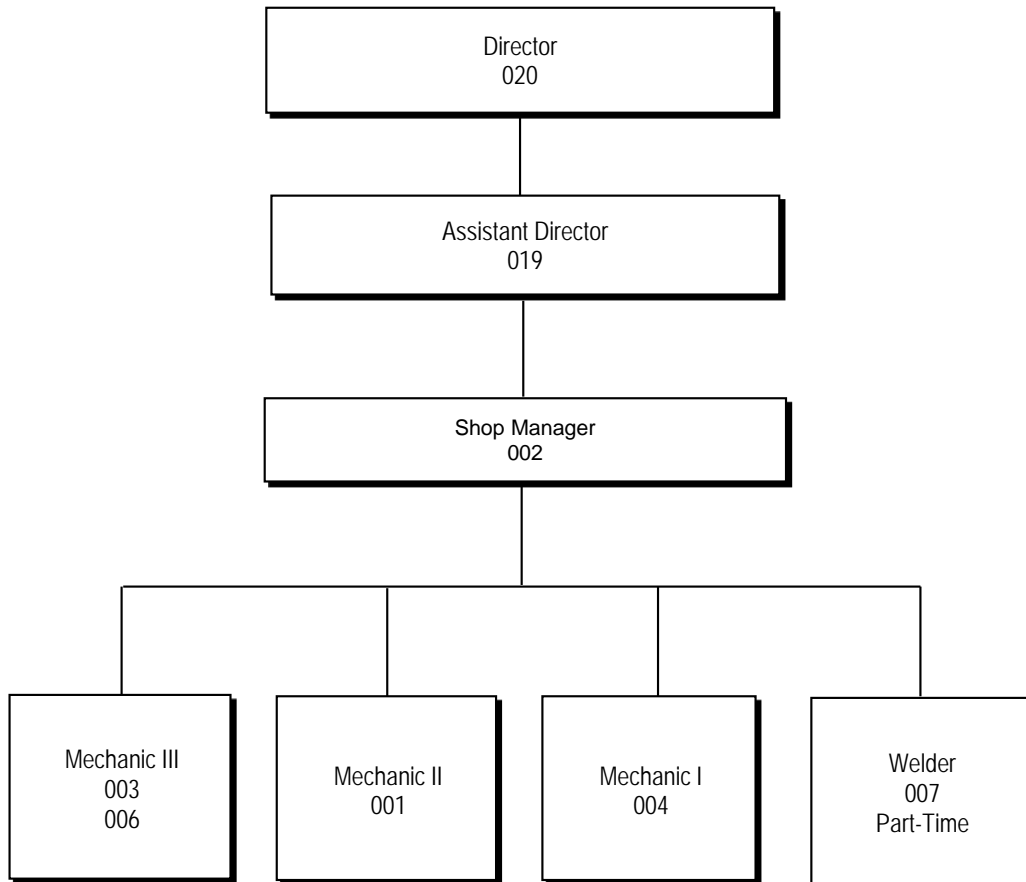 Director
020
Assistant Director
019
Shop Manager
002
Mechanic III
003
006
Mechanic II
001
Mechanic I
004
Welder
007
Part-Time